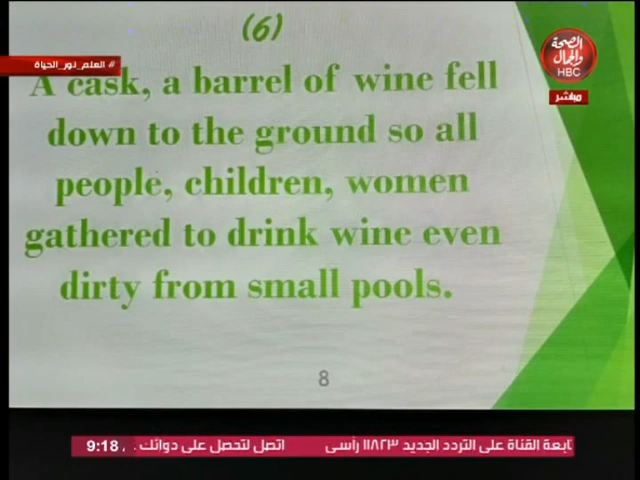 (6)
الصحة
والجمال
HBC
مباشر
#العلم_نور_الحياة
A cask, a barrel of wine fell
down to the ground so all
people, children, women
gathered to drink wine even
dirty from small pools.
8
9:18
اتصل لتحصل على دوائك . تابعة القناة على التردد الجديد ١١٨٢٣ رأسى